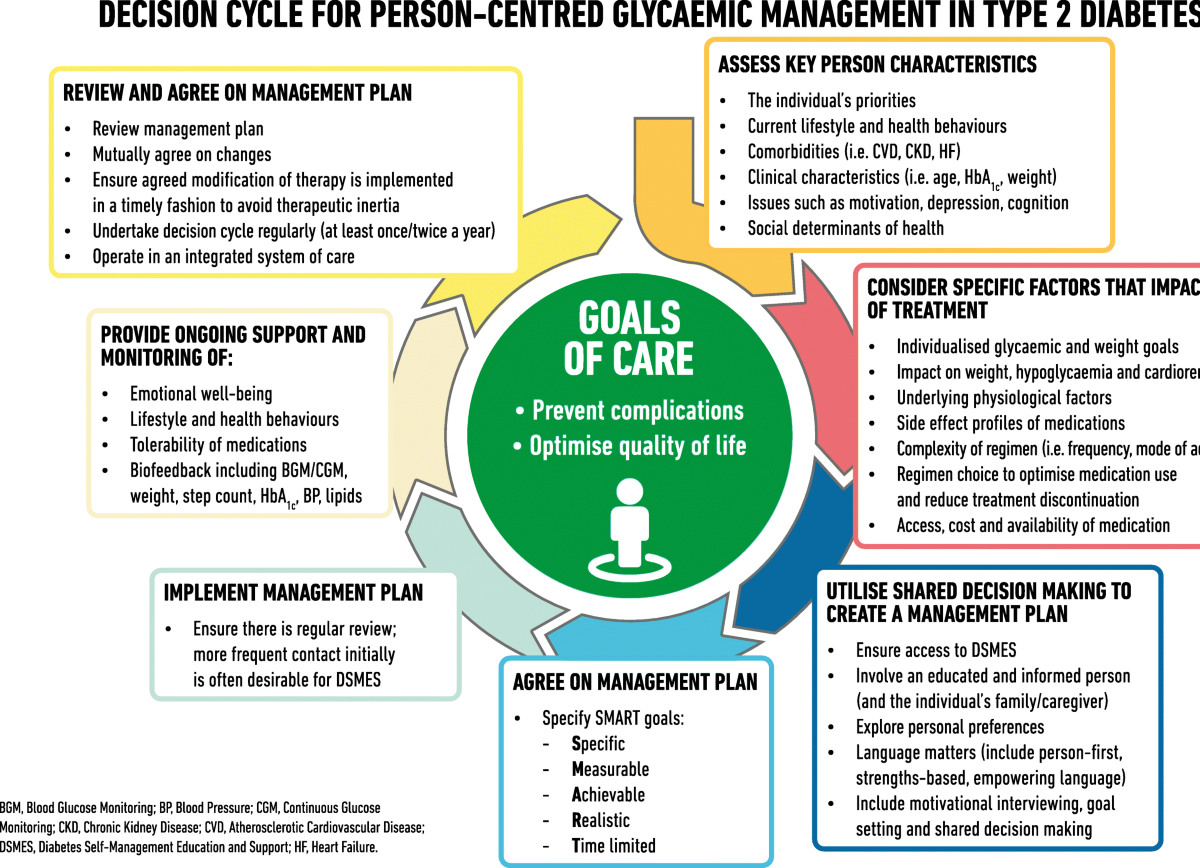 DECISION CYCLE FOR PERSON-CENTRED GLYCAEMIC MANAGEMENT IN TYPE 2 DIABETES
ASSESS KEY PERSON CHARACTERISTICS
• The individual's priorities
• Current lifestyle and health behaviours
• Comorbidities (i.e. CVD, CKD, HF)
• Clinical characteristics (i.e. age, HbA1c, weight)
• Issues such as motivation, depression, cognition
• Social determinants of health
CONSIDER SPECIFIC FACTORS THAT
OF TREATMENT
• Individualised glycaemic and weight goals
• Impact on weight, hypoglycaemia and
• Underlying physiological factors
• Side effect profiles of medications
• Complexity of regimen (i.e. frequency, mode of
• Regimen choice to optimise medication use
and reduce treatment discontinuation
• Access, cost and availability of medication
UTILISE SHARED DECISION MAKING TO
CREATE A MANAGEMENT PLAN
• Ensure access to DSMES
• Involve an educated and informed person
(and the individual's family/caregiver)
• Explore personal preferences
• Language matters (include person-first,
strengths-based, empowering language)
• Include motivational interviewing, goal
setting and shared decision making
AGREE ON MANAGEMENT PLAN
• Specify SMART goals:
- Specific
- Measurable
- Achievable
- Realistic
- Time limited
IMPLEMENT MANAGEMENT PLAN
• Ensure there is regular review;
more frequent contact initially
is often desirable for DSMES
PROVIDE ONGOING SUPPORT AND
MONITORING OF:
• Emotional well-being
• Lifestyle and health behaviours
• Tolerability of medications
• Biofeedback including BGM/CGM,
weight, step count, HbA1c, BP, lipids
REVIEW AND AGREE ON MANAGEMENT PLAN
• Review management plan
• Mutually agree on changes
• Ensure agreed modification of therapy is implemented
in a timely fashion to avoid therapeutic inertia
• Undertake decision cycle regularly (at least once/twice a year)
• Operate in an integrated system of care
GOALS
OF CARE
• Prevent complications
• Optimise quality of life
BGM, Blood Glucose Monitoring; BP, Blood Pressure; CGM, Continuous Glucose
Monitoring; CKD, Chronic Kidney Disease; CVD, Atherosclerotic Cardiovascular Disease;
DSMES, Diabetes Self-Management Education and Support; HF, Heart Failure.